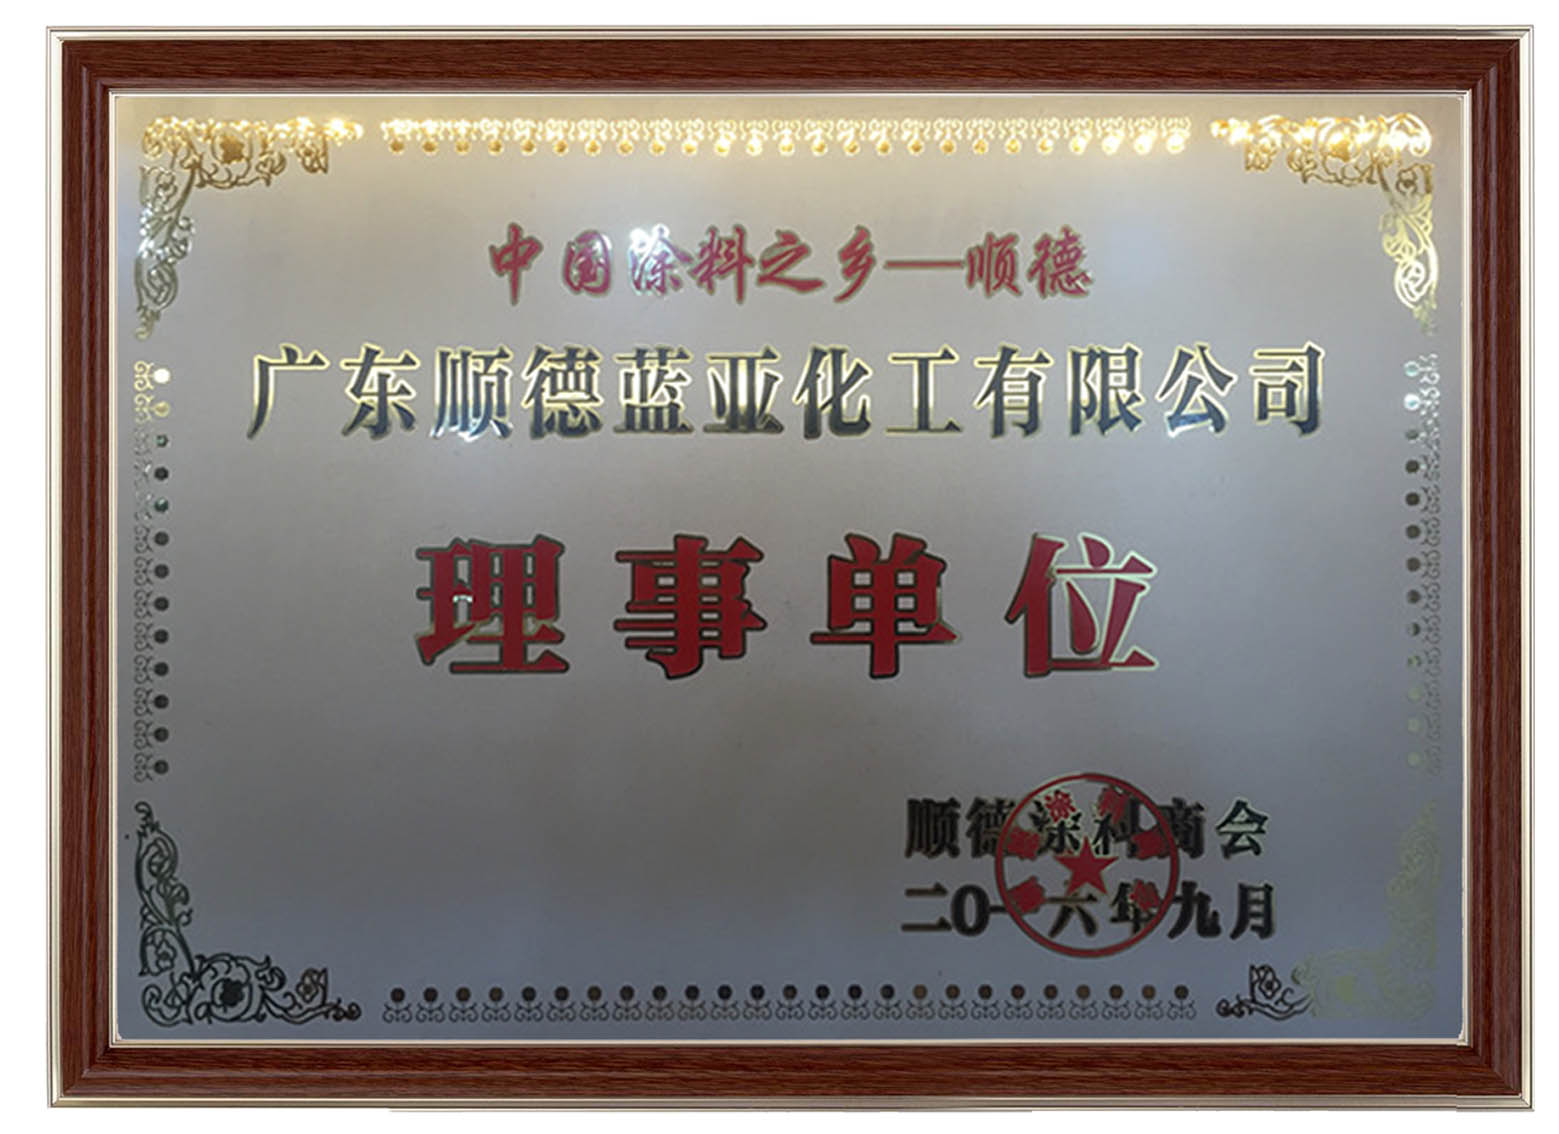 中国涂料之乡——顺德
广东顺德蓝亚化工有限公司
理事单位
顺德涂料商会
二0一六年九月